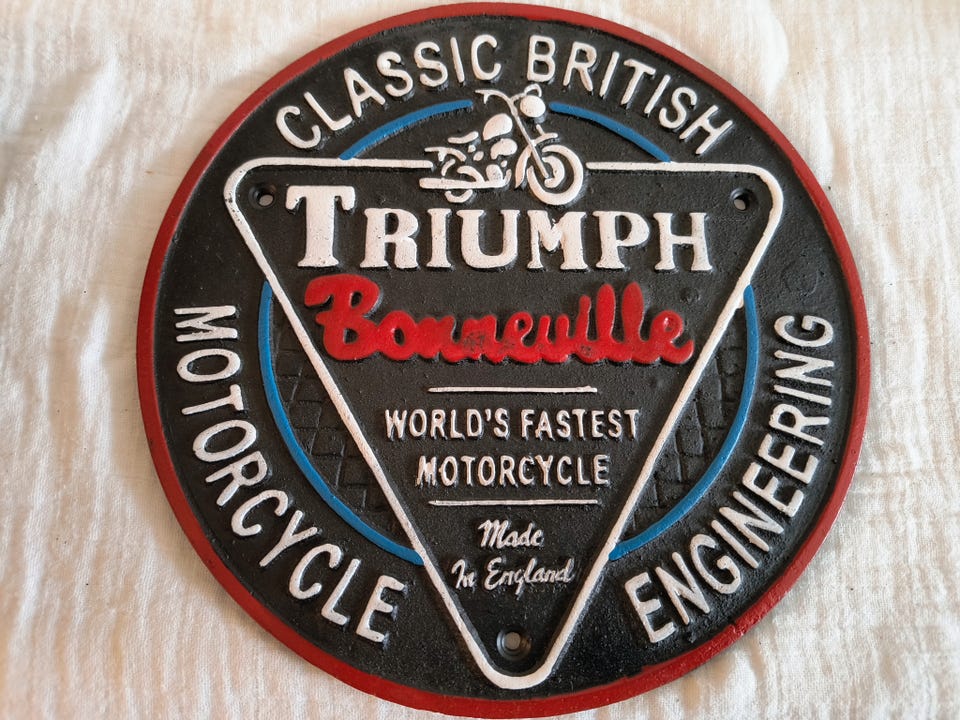 CLASSIC BRITISH
TRIUMPH
Bonneville
WORLD'S FASTEST
MOTORCYCLE
Made
In England
MOTORCYCLE
ENGINEERING